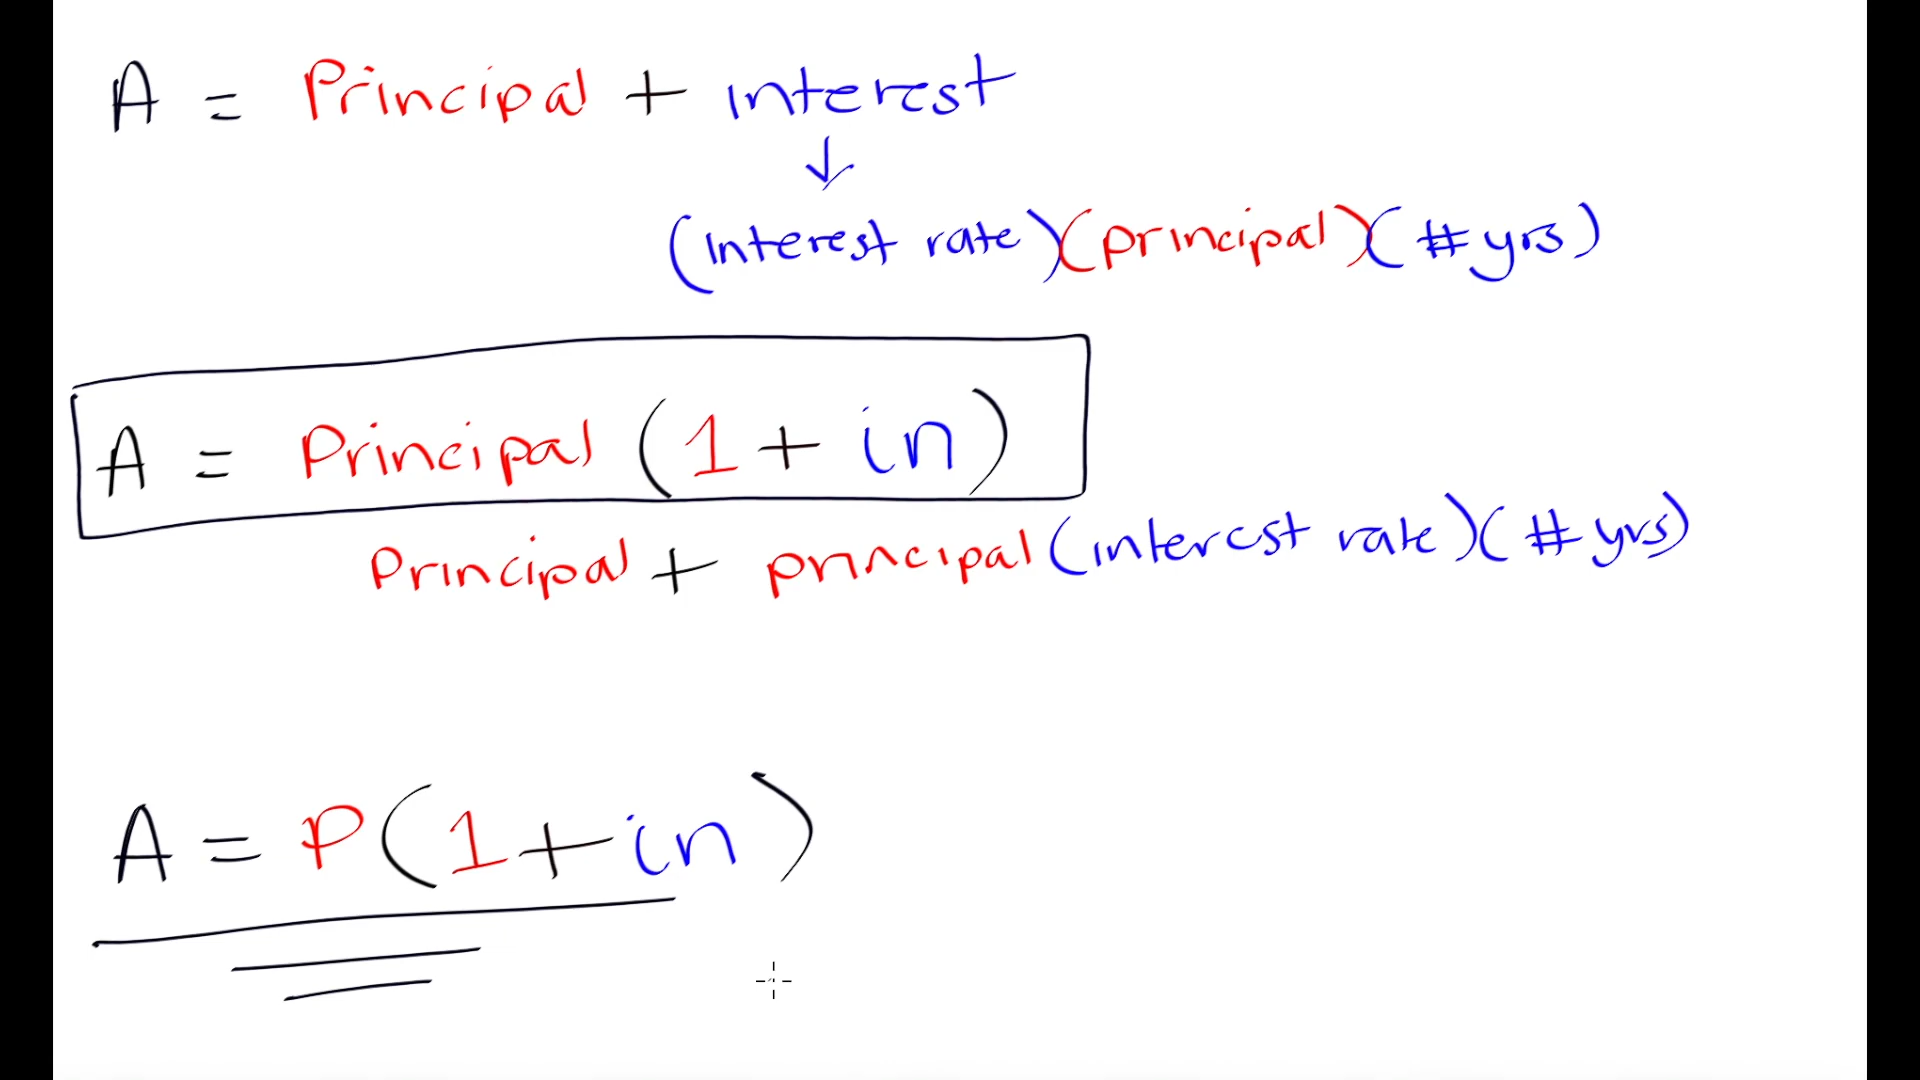 A = Principal + interest
↓
(interest rate)(principal)(# yrs)
A = Principal (1 + in)
Principal + principal (interest rate)(# yrs)
A = P(1 + in)